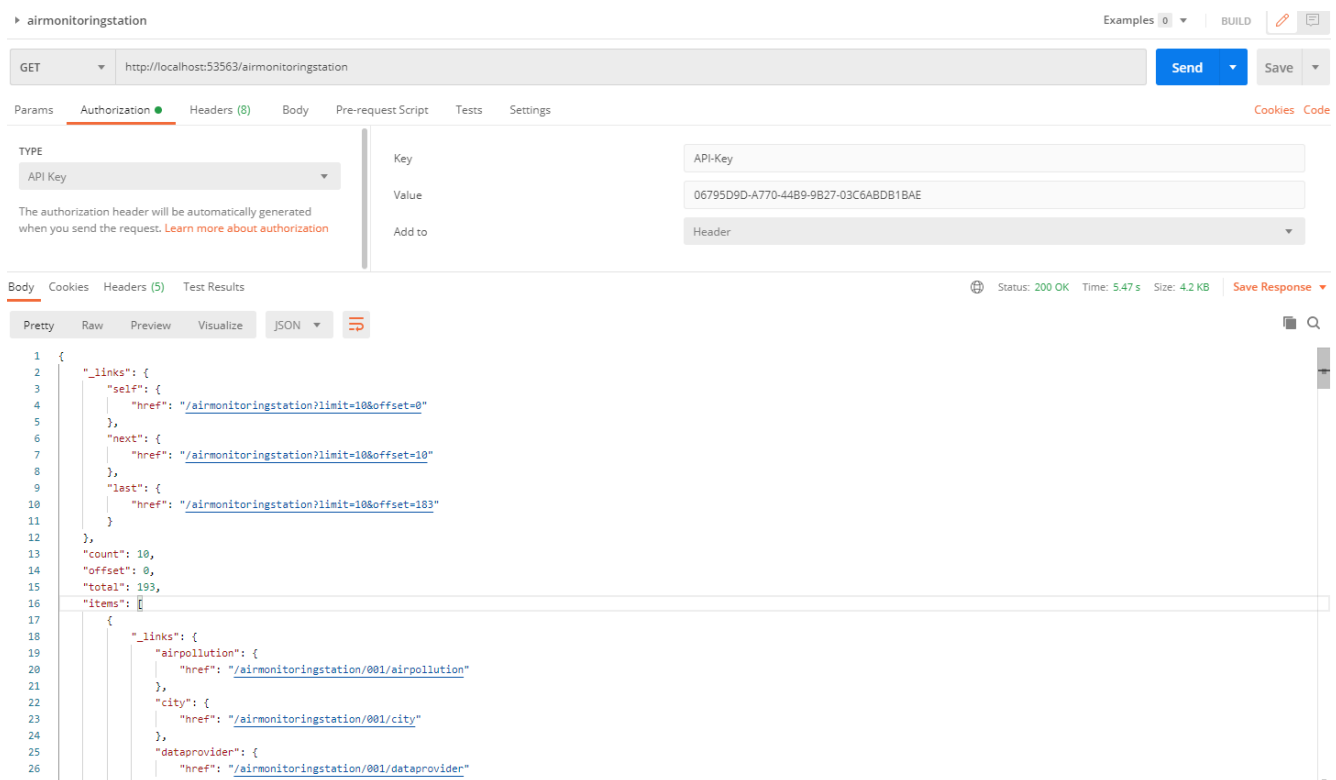 airmonitoringstation Examples 0 BUILD
GET http://localhost:53563/airmonitoringstation Send Save
Params Authorization Headers (8) Body Pre-request Script Tests Settings Cookies Code
TYPE
API Key
The authorization header will be automatically generated
when you send the request. Learn more about authorization
Key API-Key
Value 06795D9D-A770-44B9-9B27-03C6ABDB1BAE
Add to Header
Body Cookies Headers (5) Test Results Status: 200 OK Time: 5.47 s Size: 4.2 KB Save Response
Pretty Raw Preview Visualize JSON
1 {
2 "_links": {
3 "self": {
4 "href": "/airmonitoringstation?limit=10&offset=0"
5 },
6 "next": {
7 "href": "/airmonitoringstation?limit=10&offset=10"
8 },
9 "last": {
10 "href": "/airmonitoringstation?limit=10&offset=183"
11 }
12 },
13 "count": 10,
14 "offset": 0,
15 "total": 193,
16 "items": [
17 {
18 "_links": {
19 "airpollution": {
20 "href": "/airmonitoringstation/001/airpollution"
21 },
22 "city": {
23 "href": "/airmonitoringstation/001/city"
24 },
25 "dataprovider": {
26 "href": "/airmonitoringstation/001/dataprovider"